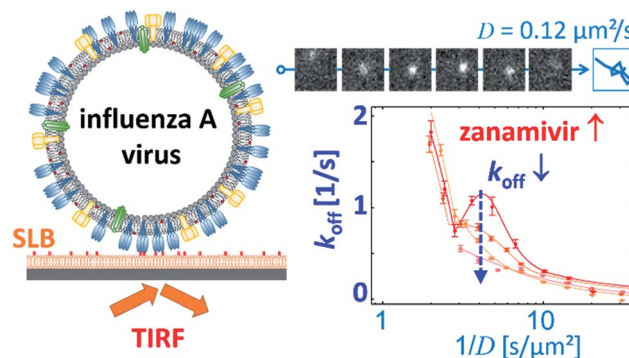 influenza A
virus
SLB
TIRF
D = 0.12 µm²/s
zanamivir ↑
k_off ↓
k_off [1/s]
2
1
0
1
10
1/D [s/µm²]